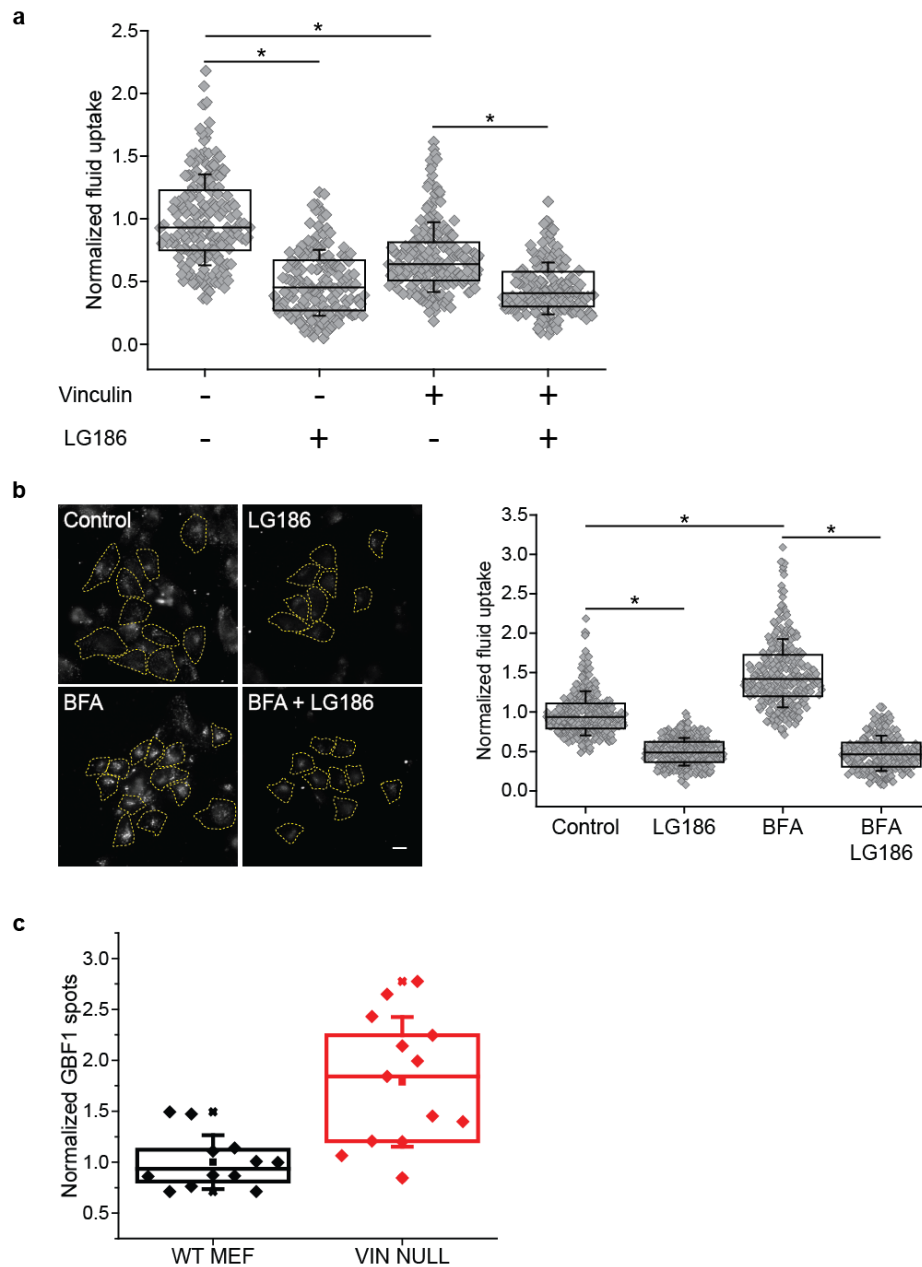 a
2.5
2.0
1.5
1.0
0.5
0.0
Normalized fluid uptake
*
*
*
Vinculin - - + +
LG186 - + - +
b
Control
LG186
BFA
BFA + LG186
3.5
3.0
2.5
2.0
1.5
1.0
0.5
0.0
Normalized fluid uptake
*
*
*
Control LG186 BFA BFA
LG186
c
3.0
2.5
2.0
1.5
1.0
0.5
Normalized GBF1 spots
WT MEF VIN NULL